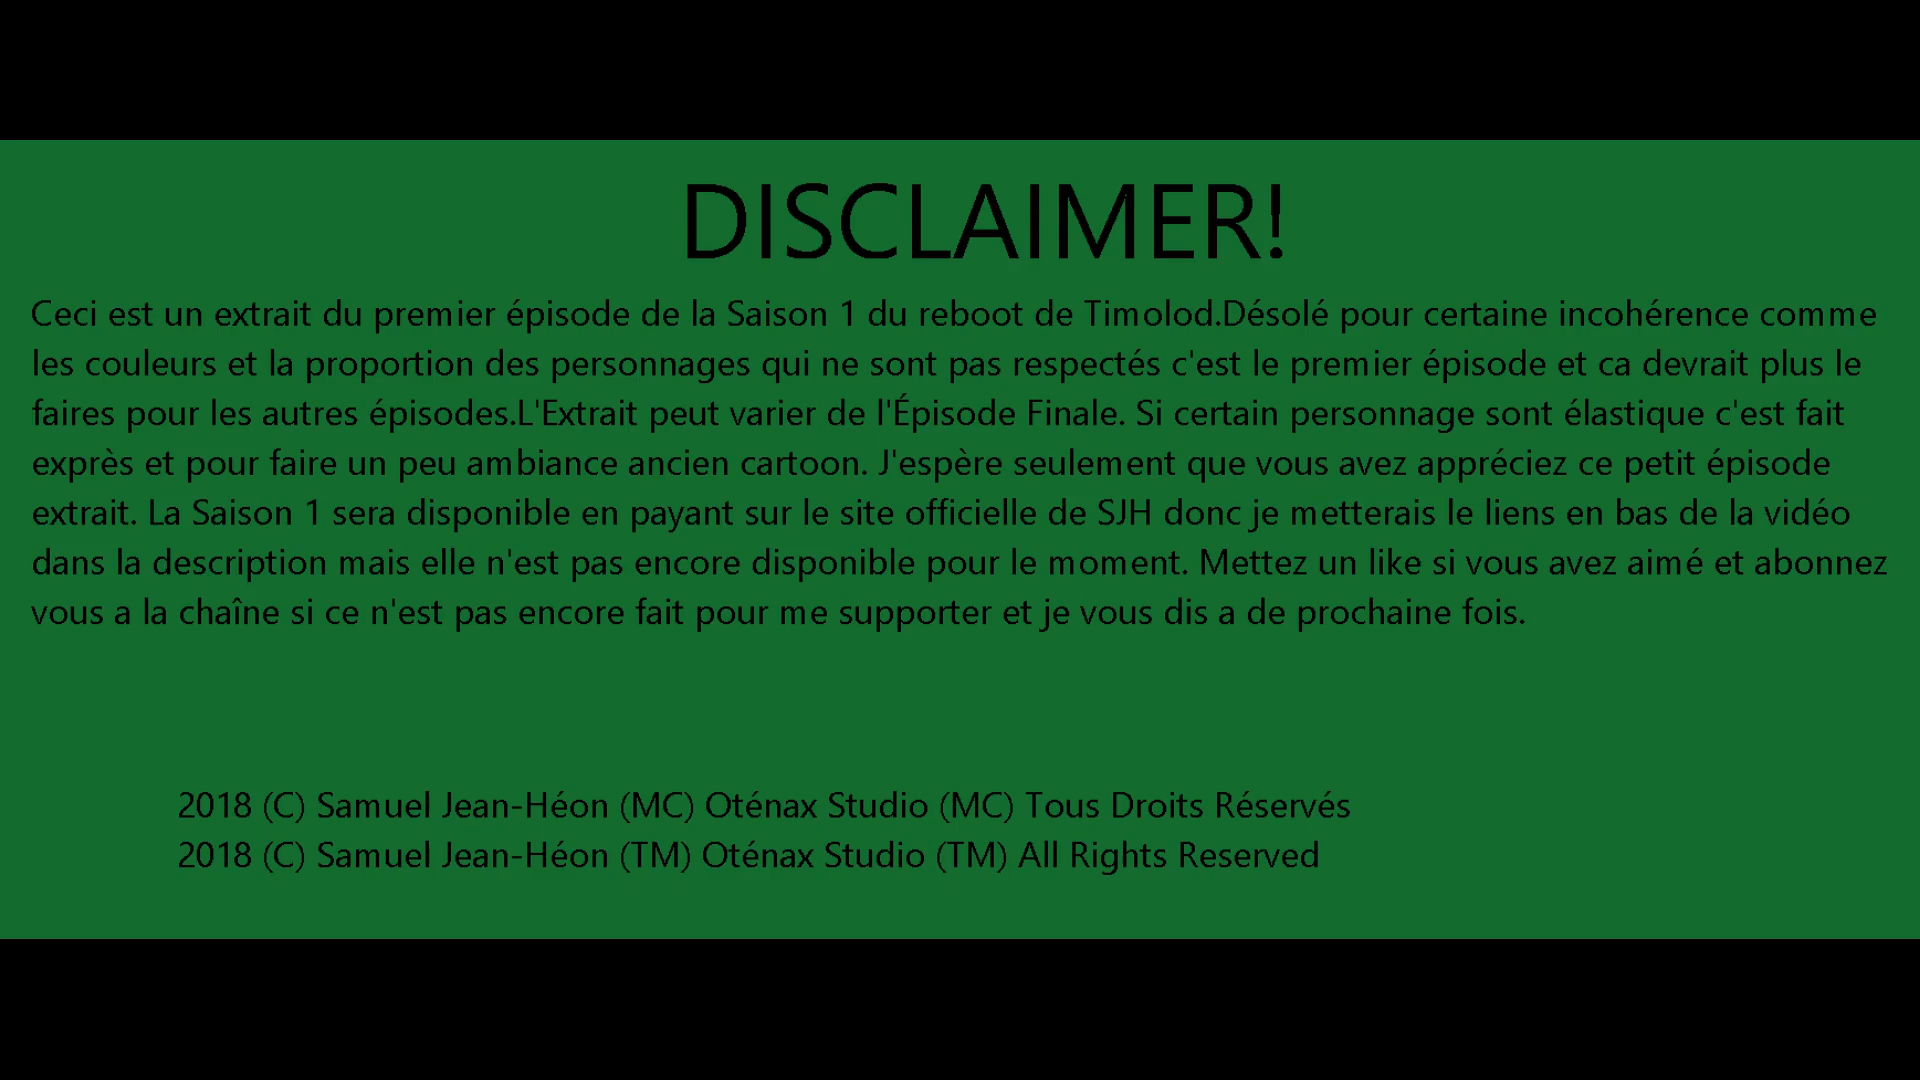 DISCLAIMER!
Ceci est un extrait du premier épisode de la Saison 1 du reboot de Timolod.Désolé pour certaine incohérence comme
les couleurs et la proportion des personnages qui ne sont pas respectés c'est le premier épisode et ca devrait plus le
faires pour les autres épisodes.L'Extrait peut varier de l'Épisode Finale. Si certain personnage sont élastique c'est fait
exprès et pour faire un peu ambiance ancien cartoon. J'espère seulement que vous avez appréciez ce petit épisode
extrait. La Saison 1 sera disponible en payant sur le site officielle de SJH donc je metterais le liens en bas de la vidéo
dans la description mais elle n'est pas encore disponible pour le moment. Mettez un like si vous avez aimé et abonnez
vous a la chaîne si ce n'est pas encore fait pour me supporter et je vous dis a de prochaine fois.
2018 (C) Samuel Jean-Héon (MC) Oténax Studio (MC) Tous Droits Réservés
2018 (C) Samuel Jean-Héon (TM) Oténax Studio (TM) All Rights Reserved